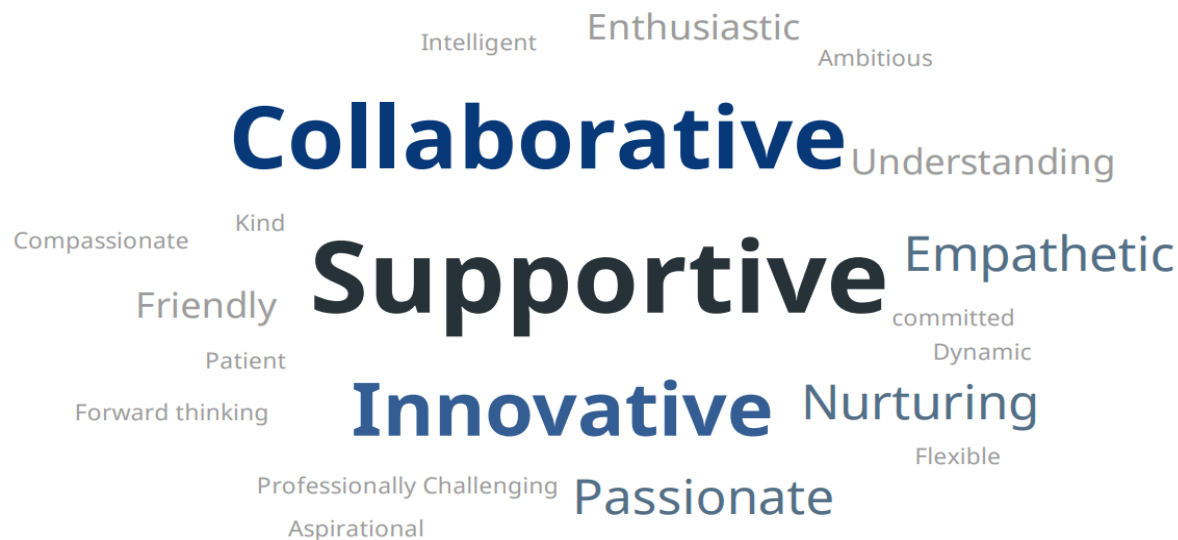 Enthusiastic
Intelligent
Ambitious
Collaborative
Understanding
Kind
Compassionate
Supportive
Empathetic
Friendly
committed
Dynamic
Patient
Forward thinking
Innovative
Nurturing
Flexible
Professionally Challenging
Passionate
Aspirational